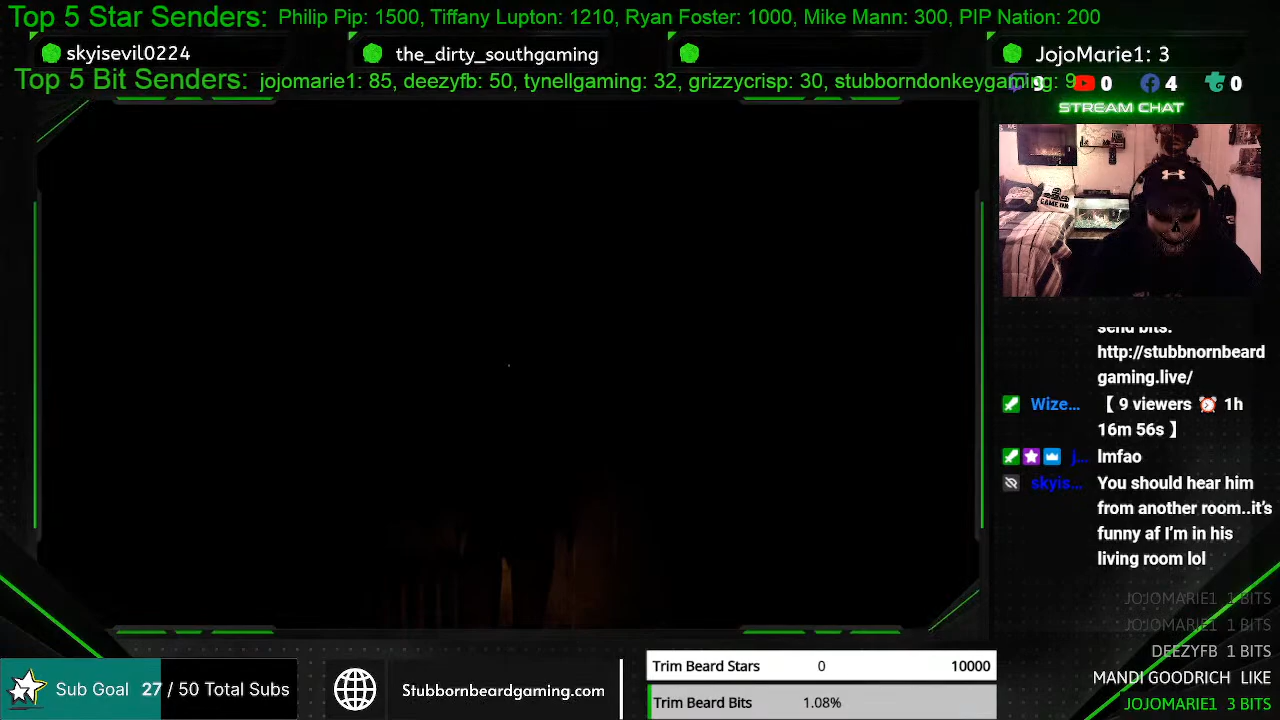 Top 5 Star Senders: Philip Pip: 1500, Tiffany Lupton: 1210, Ryan Foster: 1000, Mike Mann: 300, PIP Nation: 200
skyisevil0224
the_dirty_southgaming
JojoMarie1: 3
Top 5 Bit Senders: jojomarie1: 85, deezyfb: 50, tynellgaming: 32, grizzycrisp: 30, stubborndonkeygaming: 9
9 0 4 0
STREAM CHAT
GAME ON
send bits:
http://stubbnornbeard
gaming.live/
Wize... 【 9 viewers ⏰ 1h
16m 56s 】
j... lmfao
skyis... You should hear him
from another room..it's
funny af I'm in his
living room lol
JOJOMARIE1 1 BITS
JOJOMARIE1 1 BITS
DEEZYFB 1 BITS
MANDI GOODRICH LIKE
JOJOMARIE1 3 BITS
Sub Goal 27 / 50 Total Subs
Stubbornbeardgaming.com
Trim Beard Stars 0 10000
Trim Beard Bits 1.08%